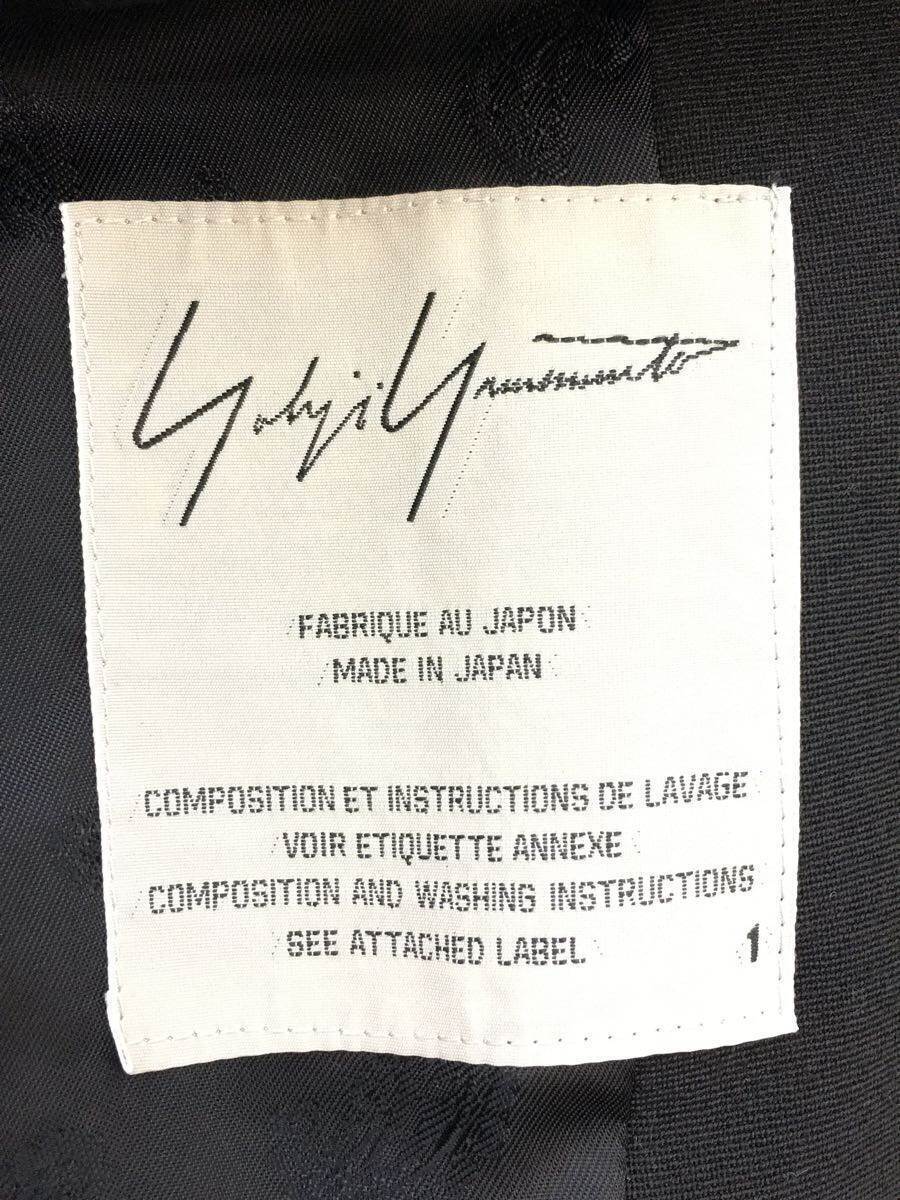 Yohji Yamamoto
FABRIQUE AU JAPON
MADE IN JAPAN
COMPOSITION ET INSTRUCTIONS DE LAVAGE
VOIR ETIQUETTE ANNEXE
COMPOSITION AND WASHING INSTRUCTIONS
SEE ATTACHED LABEL 1